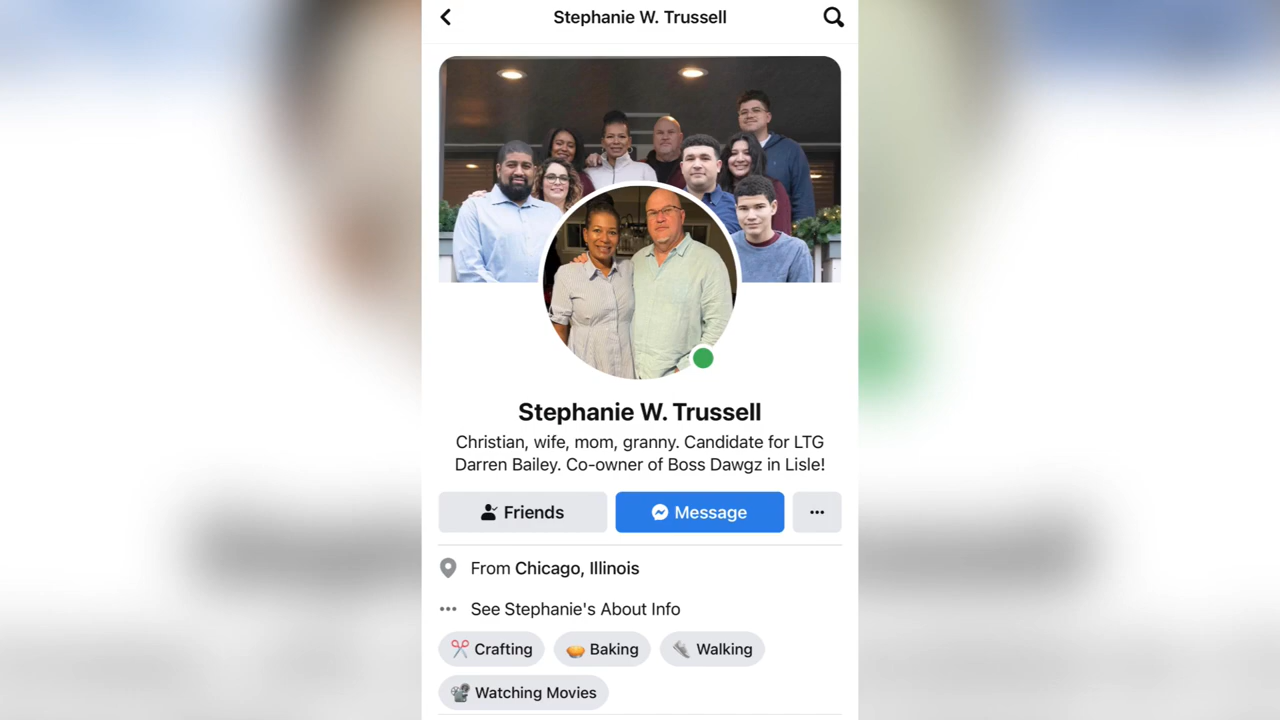 Stephanie W. Trussell
Stephanie W. Trussell
Christian, wife, mom, granny. Candidate for LTG
Darren Bailey. Co-owner of Boss Dawgz in Lisle!
Friends
Message
From Chicago, Illinois
See Stephanie's About Info
Crafting
Baking
Walking
Watching Movies